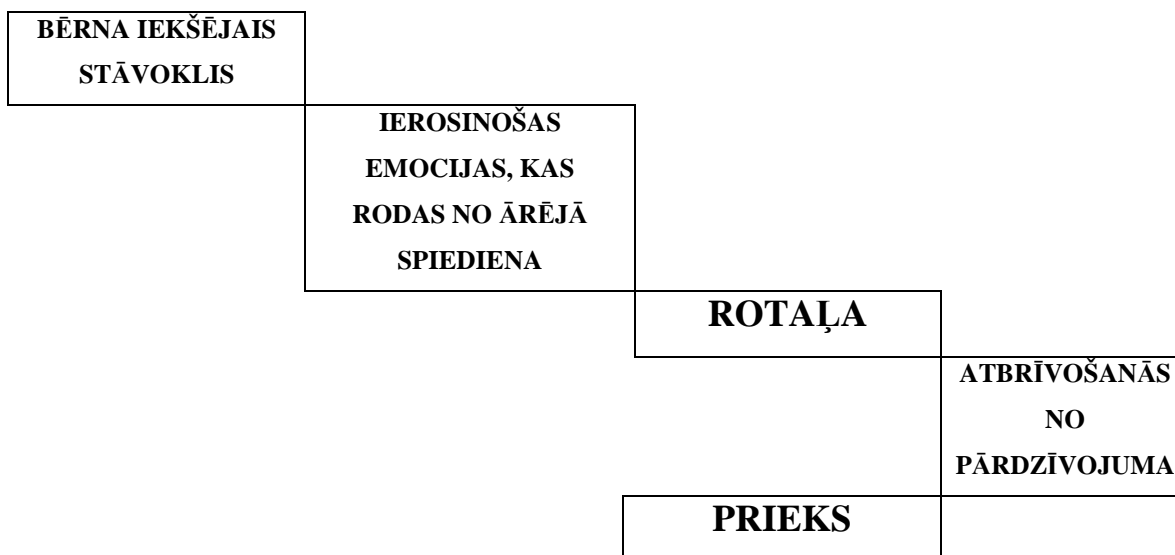 BĒRNA IEKŠĒJAIS
STĀVOKLIS
IEROSINOŠAS
EMOCIJAS, KAS
RODAS NO ĀRĒJĀ
SPIEDIENA
ROTAĻA
ATBRĪVOŠANĀS
NO
PĀRDZĪVOJUMA
PRIEKS